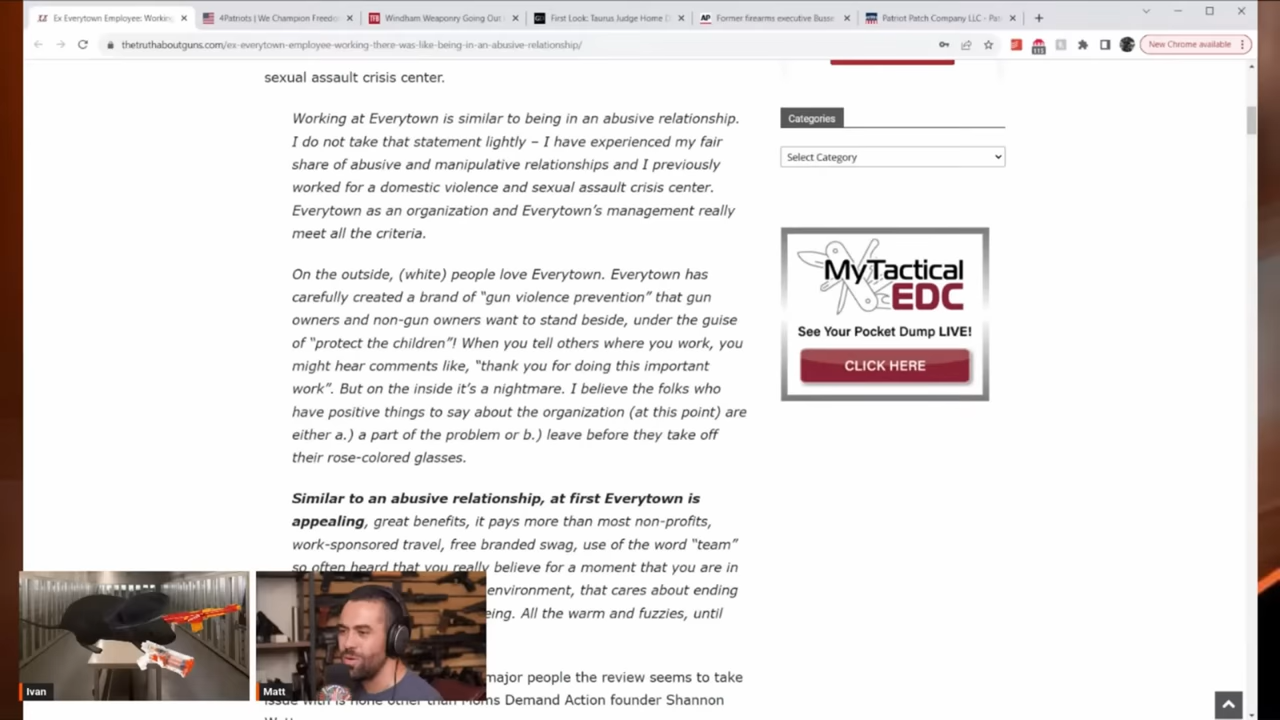 Ex Everytown Employee: Working
4Patriots | We Champion Freedo
Windham Weaponry Going Out
First Look: Taurus Judge Home D
Former firearms executive Busse
Patriot Patch Company LLC - Pat
thetruthaboutguns.com/ex-everytown-employee-working-there-was-like-being-in-an-abusive-relationship/
New Chrome available
sexual assault crisis center.
Working at Everytown is similar to being in an abusive relationship.
I do not take that statement lightly – I have experienced my fair
share of abusive and manipulative relationships and I previously
worked for a domestic violence and sexual assault crisis center.
Everytown as an organization and Everytown’s management really
meet all the criteria.
On the outside, (white) people love Everytown. Everytown has
carefully created a brand of “gun violence prevention” that gun
owners and non-gun owners want to stand beside, under the guise
of “protect the children”! When you tell others where you work, you
might hear comments like, “thank you for doing this important
work”. But on the inside it’s a nightmare. I believe the folks who
have positive things to say about the organization (at this point) are
either a.) a part of the problem or b.) leave before they take off
their rose-colored glasses.
Similar to an abusive relationship, at first Everytown is
appealing, great benefits, it pays more than most non-profits,
work-sponsored travel, free branded swag, use of the word “team”
so often heard that you really believe for a moment that you are in
environment, that cares about ending
eing. All the warm and fuzzies, until
major people the review seems to take
issue with is none other than Moms Demand Action founder Shannon
Categories
Select Category
MyTactical
EDC
See Your Pocket Dump LIVE!
CLICK HERE
Ivan
Matt